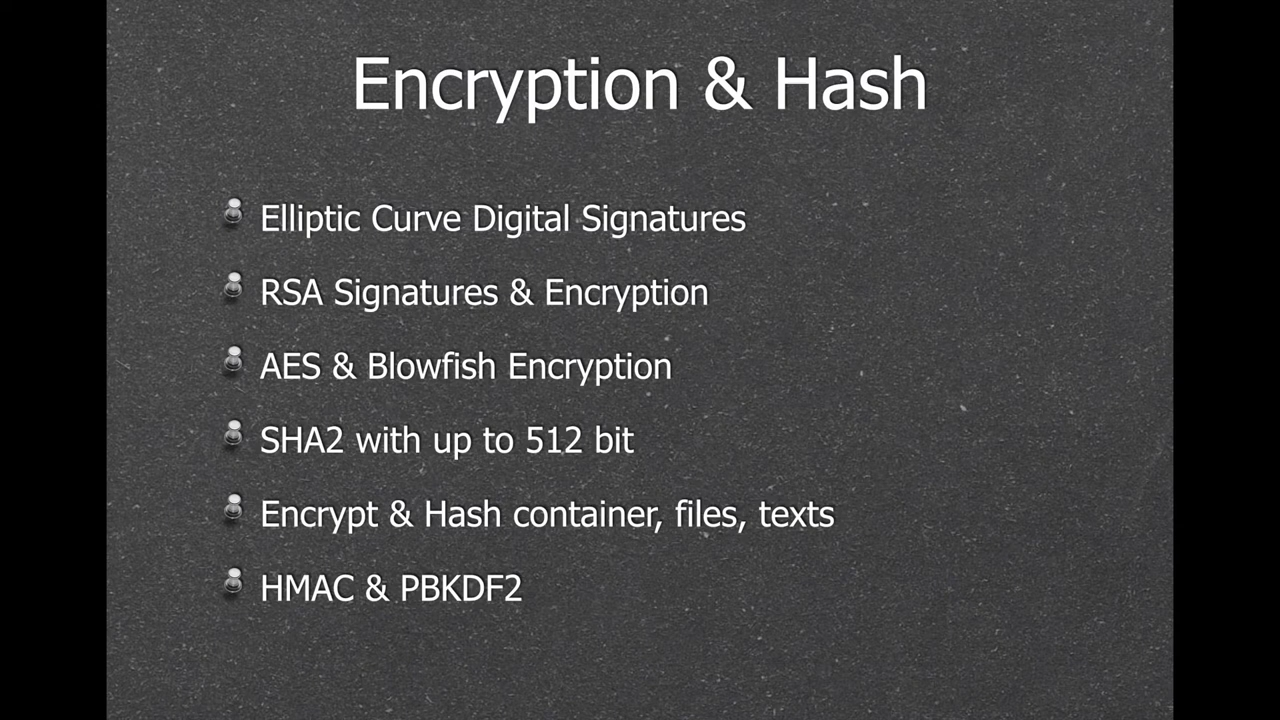 Encryption & Hash
Elliptic Curve Digital Signatures
RSA Signatures & Encryption
AES & Blowfish Encryption
SHA2 with up to 512 bit
Encrypt & Hash container, files, texts
HMAC & PBKDF2